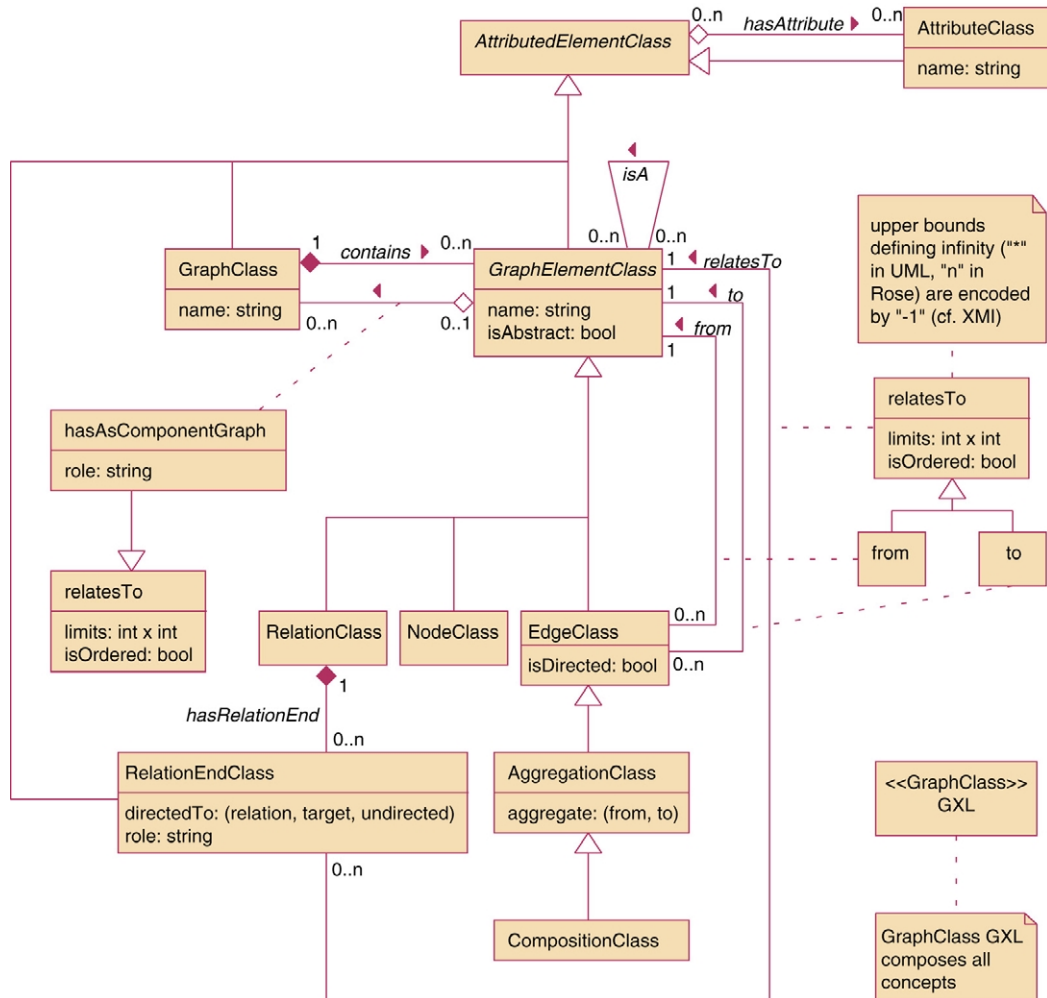 0..n
hasAttribute
0..n
AttributedElementClass
AttributeClass
name: string
isA
0..n
0..n
1
contains
0..n
GraphClass
name: string
0..n
0..1
GraphElementClass
name: string
isAbstract: bool
1
relatesTo
1
to
from
1
upper bounds
defining infinity ("*"
in UML, "n" in
Rose) are encoded
by "-1" (cf. XMI)
relatesTo
limits: int x int
isOrdered: bool
from
to
hasAsComponentGraph
role: string
relatesTo
limits: int x int
isOrdered: bool
RelationClass
NodeClass
EdgeClass
isDirected: bool
0..n
0..n
1
hasRelationEnd
0..n
RelationEndClass
directedTo: (relation, target, undirected)
role: string
0..n
AggregationClass
aggregate: (from, to)
CompositionClass
<<GraphClass>>
GXL
GraphClass GXL
composes all
concepts